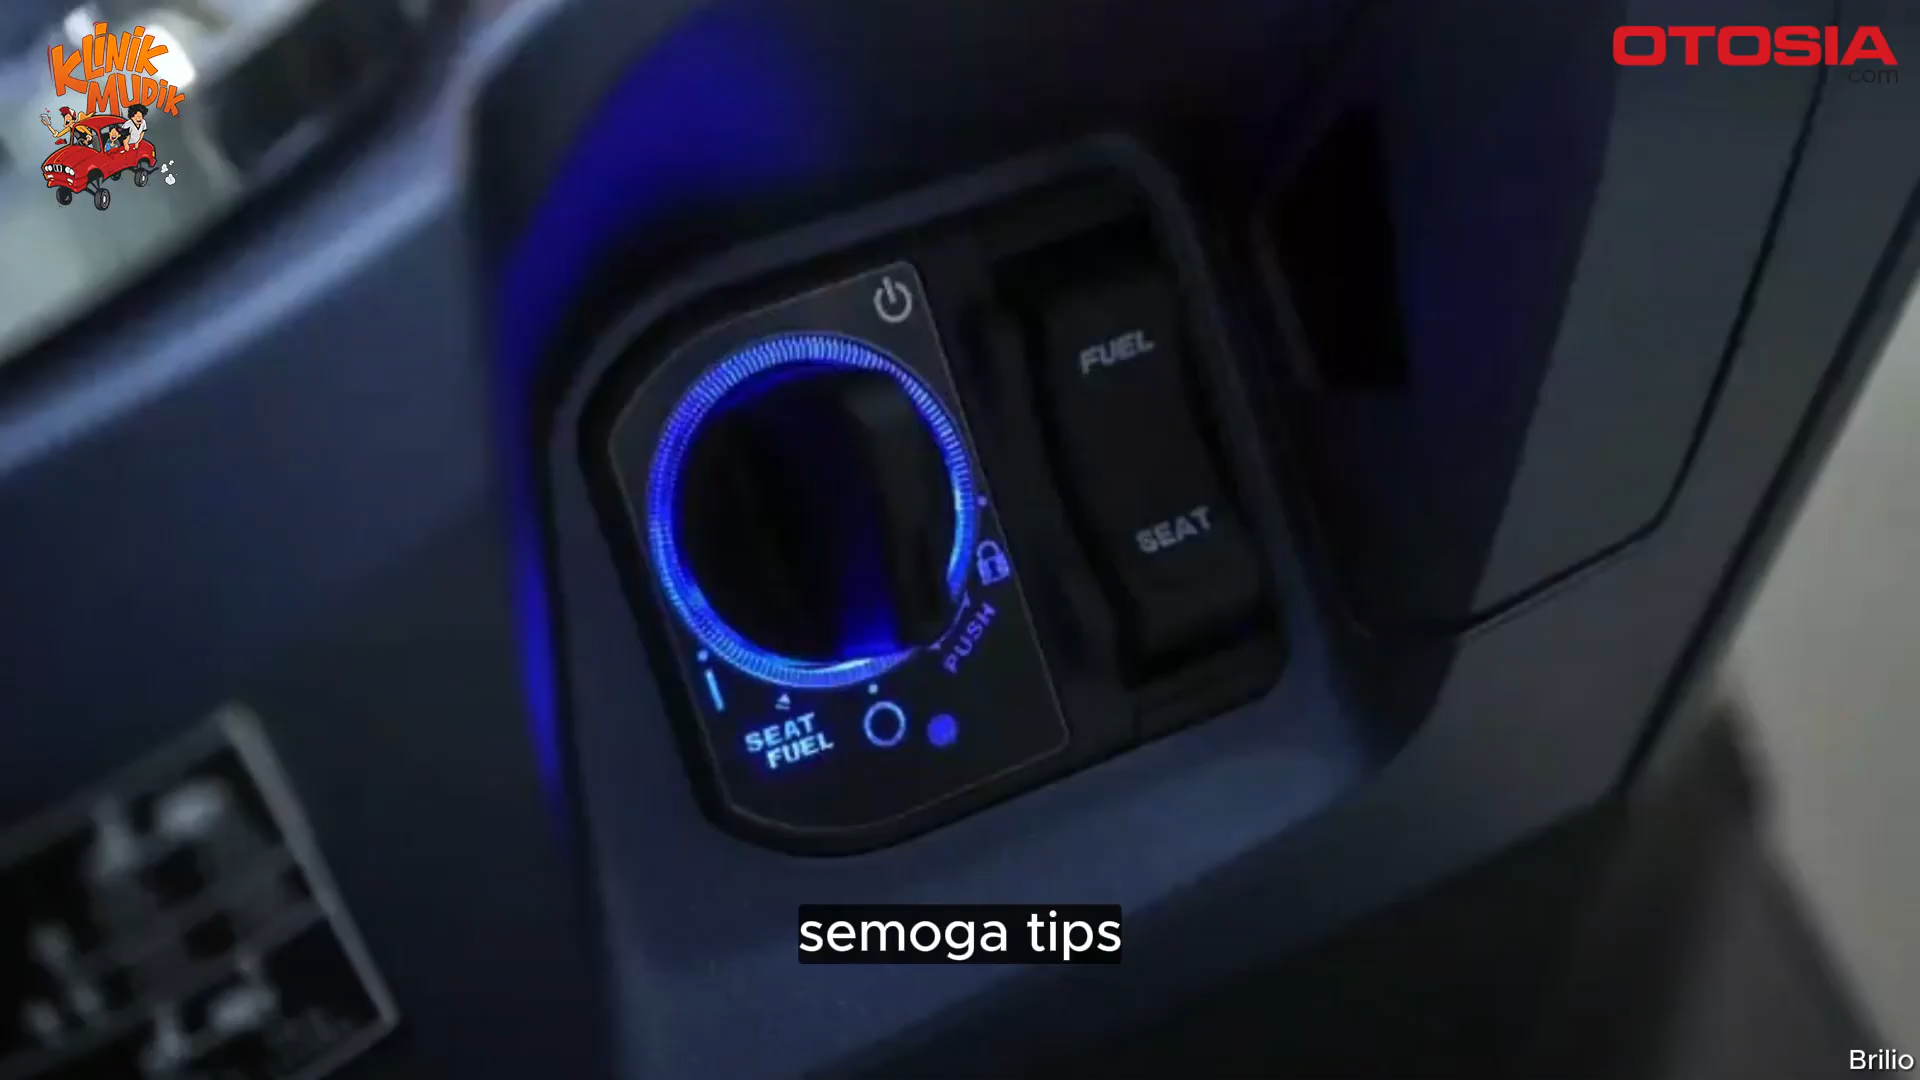 KLINIK
MUDIK
OTOSIA
.com
FUEL
SEAT
PUSH
SEAT
FUEL
semoga tips
Brilio